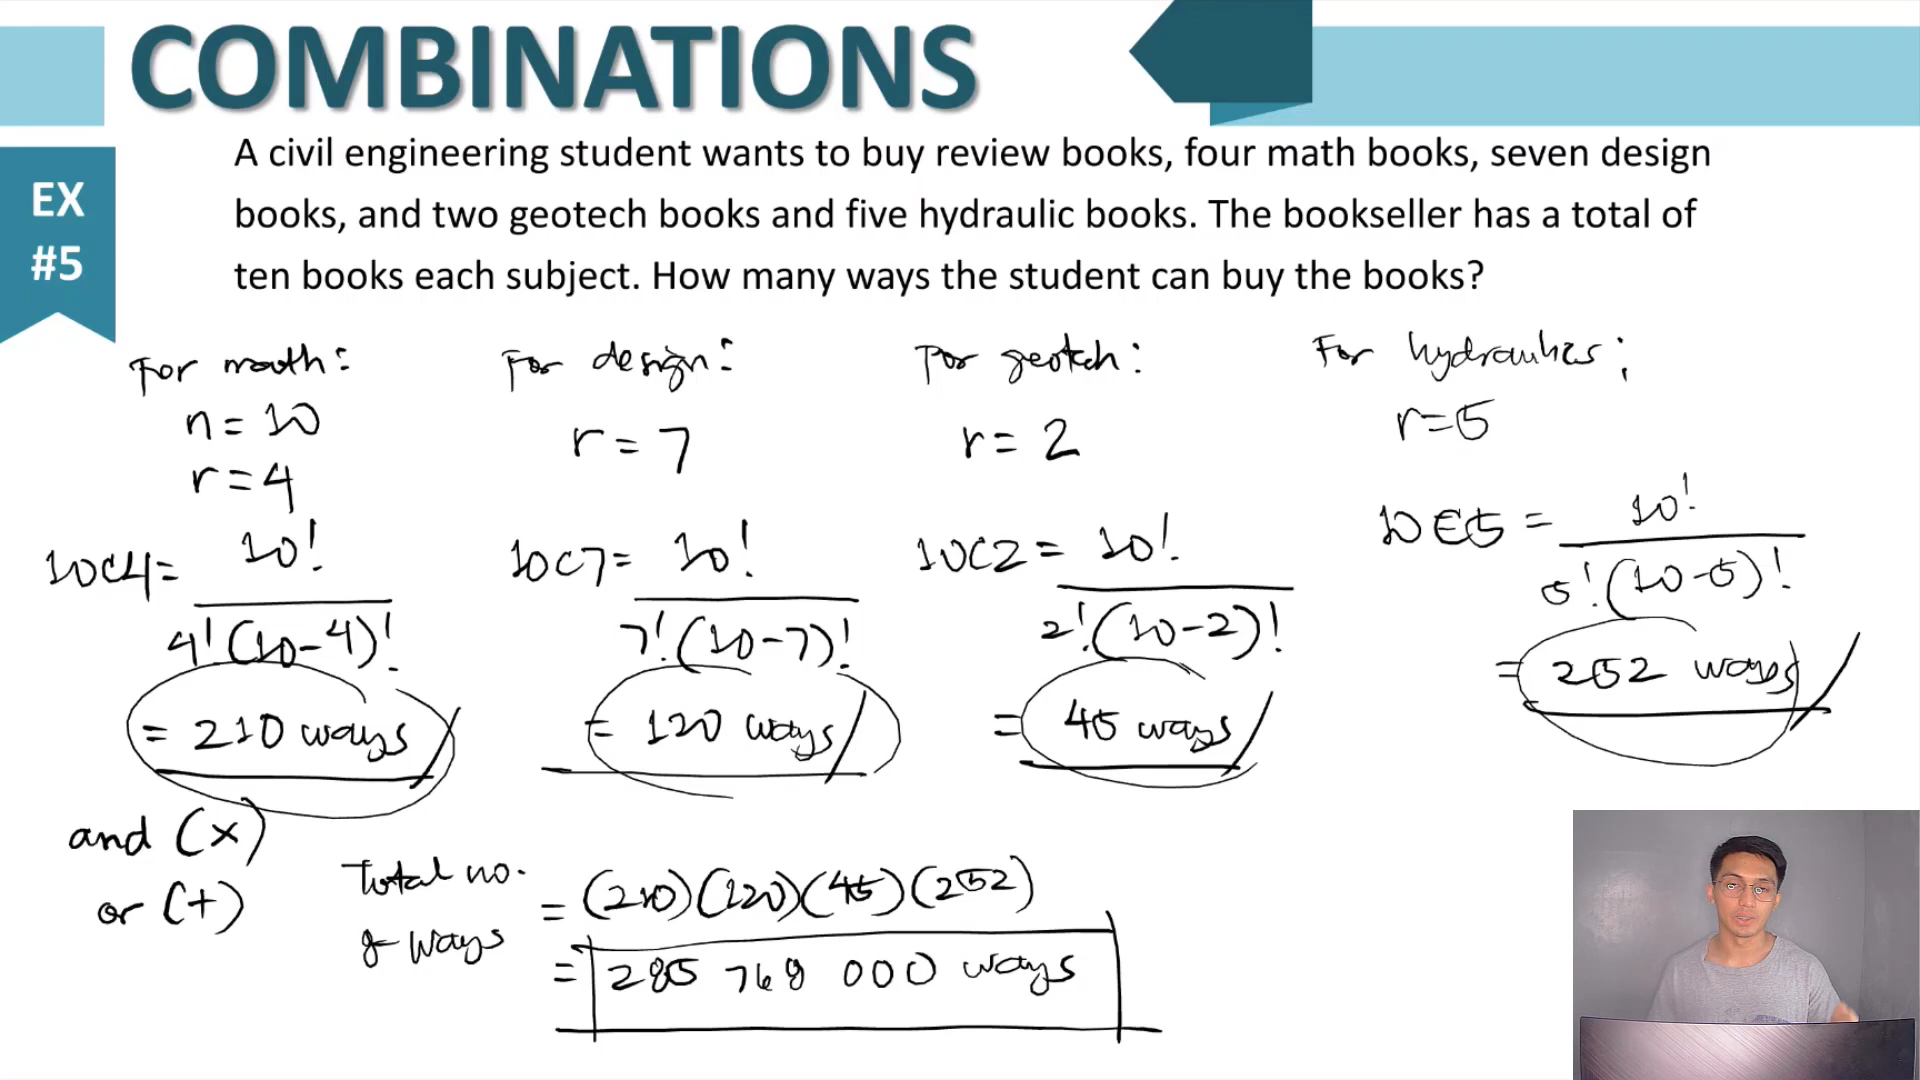 COMBINATIONS
EX
#5
A civil engineering student wants to buy review books, four math books, seven design
books, and two geotech books and five hydraulic books. The bookseller has a total of
ten books each subject. How many ways the student can buy the books?
For math:
n = 10
r = 4
10C4 = 10!
4!(10-4)!
= 210 ways
For design:
r = 7
10C7 = 10!
7!(10-7)!
= 120 ways
For geotch:
r = 2
10C2 = 10!
2!(10-2)!
= 45 ways
For hydraulics:
r=5
10C5 = 10!
5!(10-5)!
= 252 ways
and (x)
or (+)
Total no.
of ways
= (210)(120)(45)(252)
= 285 768 000 ways